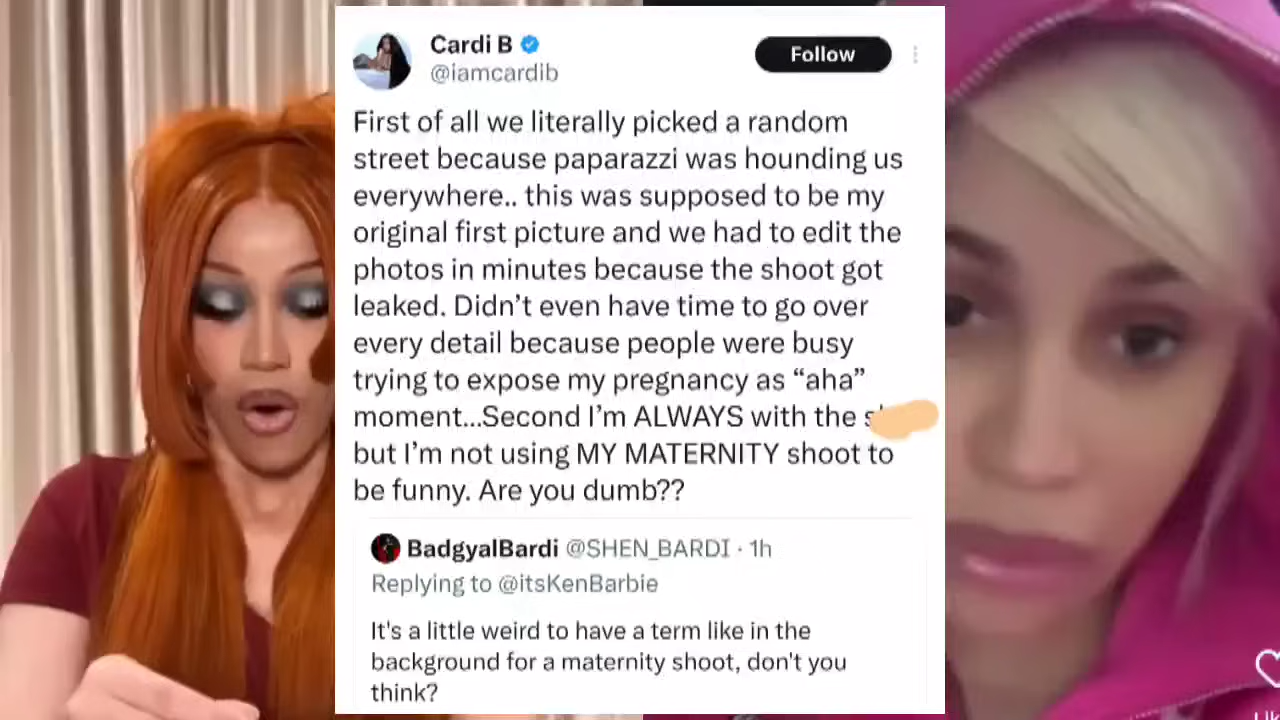 Cardi B
@iamcardib
Follow
First of all we literally picked a random
street because paparazzi was hounding us
everywhere.. this was supposed to be my
original first picture and we had to edit the
photos in minutes because the shoot got
leaked. Didn’t even have time to go over
every detail because people were busy
trying to expose my pregnancy as “aha”
moment...Second I’m ALWAYS with the
but I’m not using MY MATERNITY shoot to
be funny. Are you dumb??
BadgyalBardi @SHEN_BARDI · 1h
Replying to @itsKenBarbie
It's a little weird to have a term like in the
background for a maternity shoot, don't you
think?